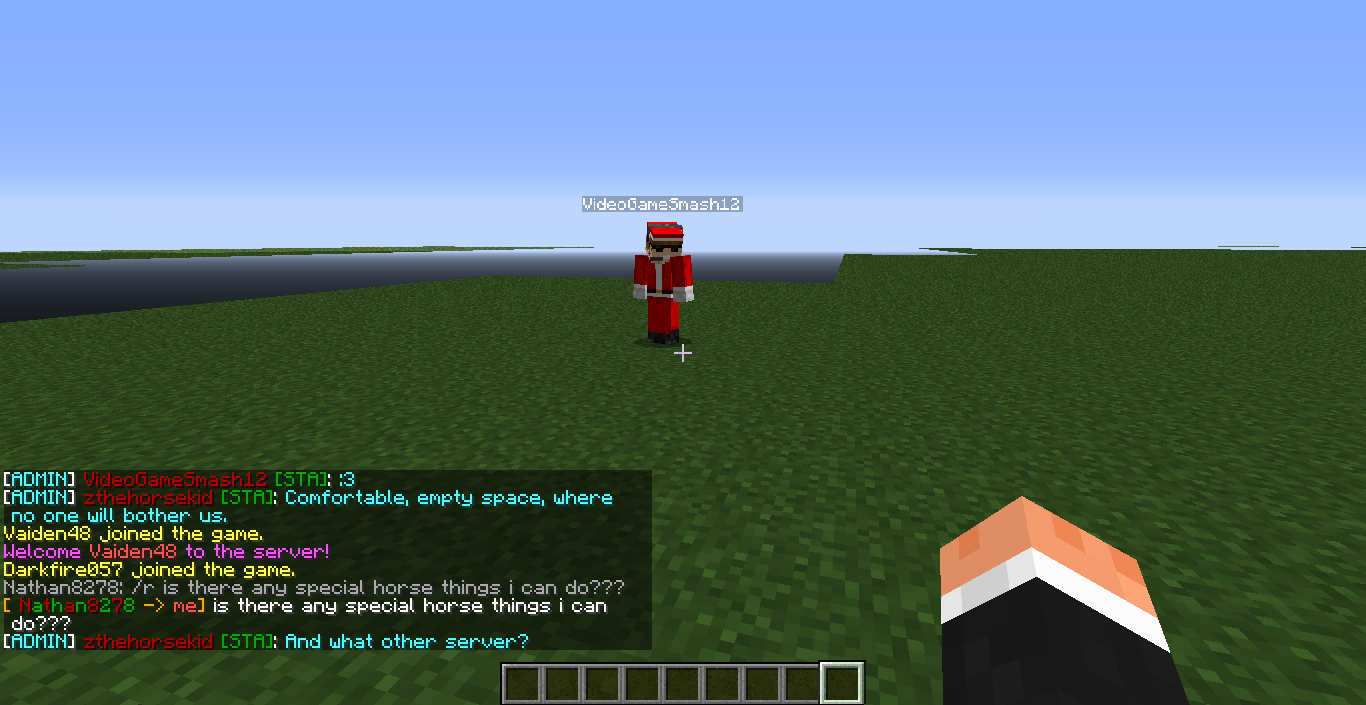 VideoGameSmash12
[ADMIN] VideoGameSmash12 [STA]: :3
[ADMIN] zthehorsekid [STA]: Comfortable, empty space, where
no one will bother us.
Vaiden48 joined the game.
Welcome Vaiden48 to the server!
Darkfire057 joined the game.
Nathan8278: /r is there any special horse things i can do???
[ Nathan8278 -> me] is there any special horse things i can
do???
[ADMIN] zthehorsekid [STA]: And what other server?